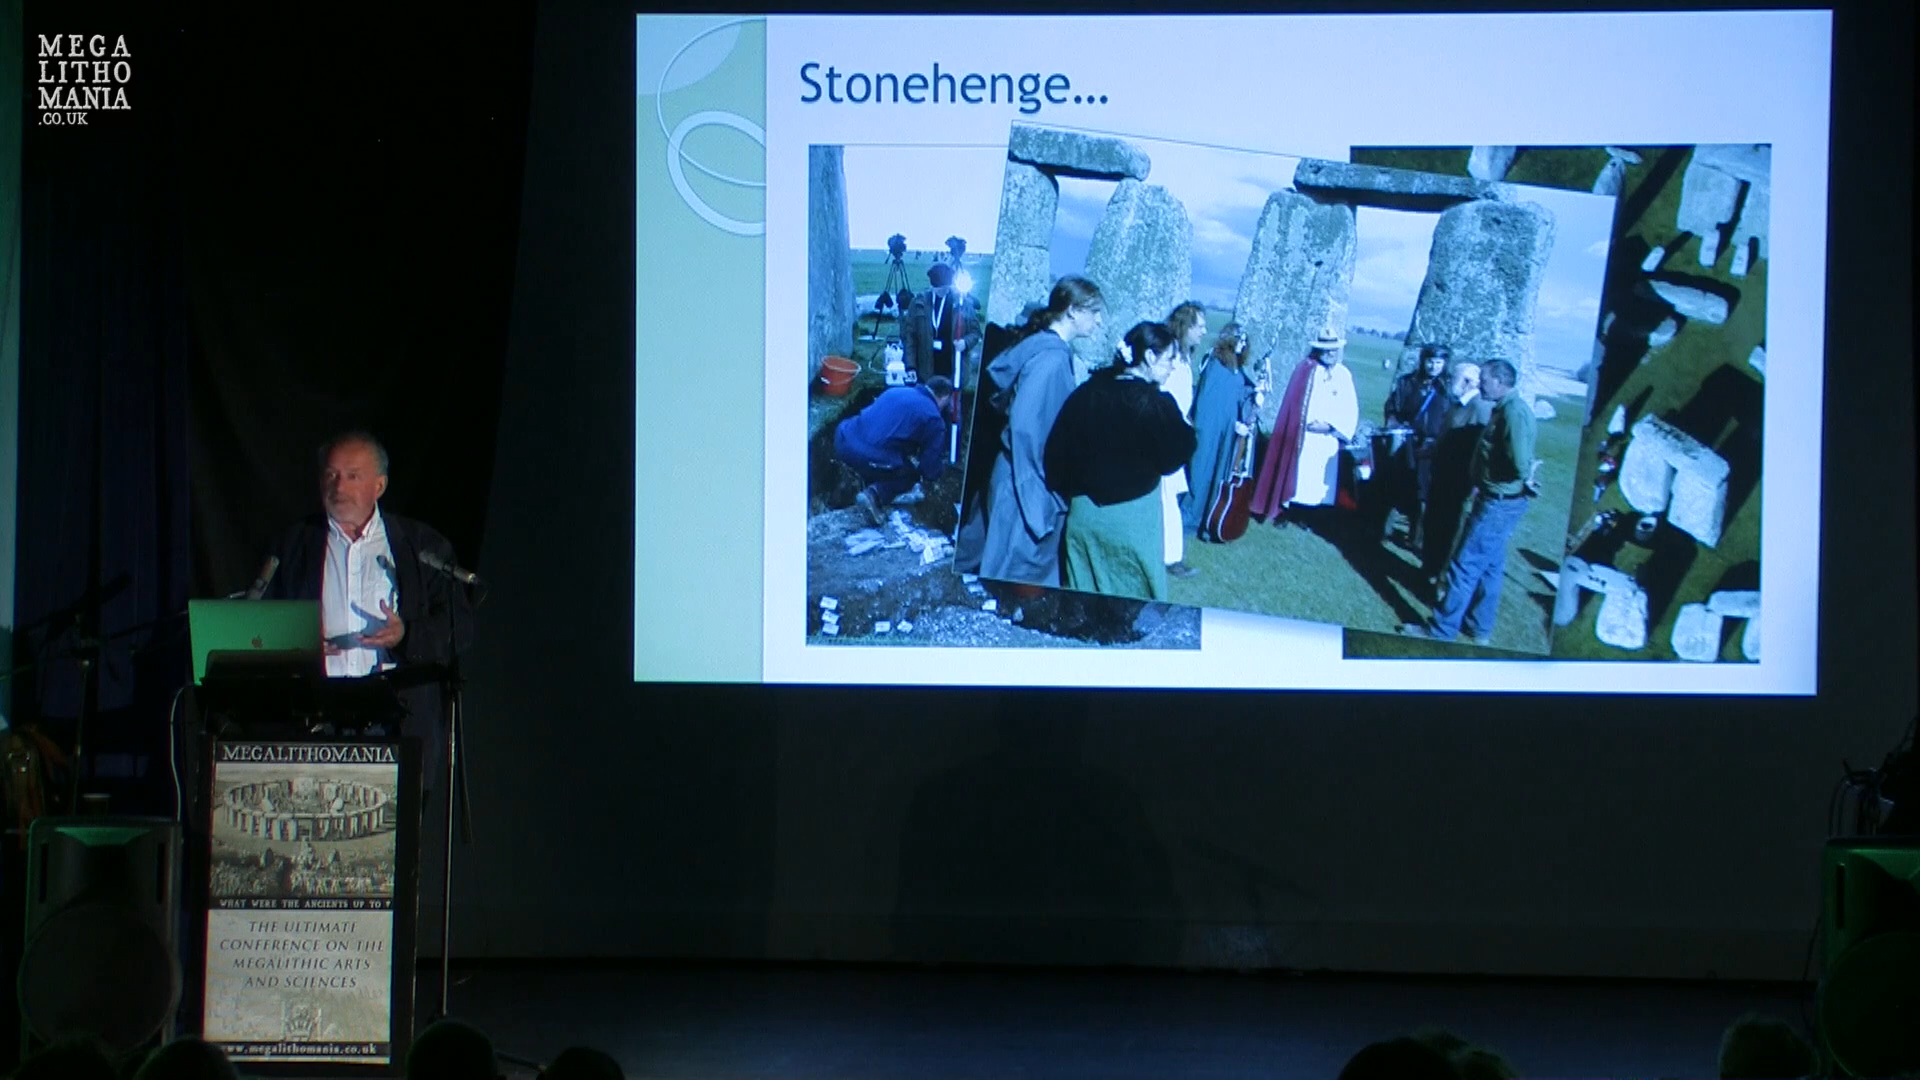 MEGA
LITHO
MANIA
.CO.UK
Stonehenge...
MEGALITHOMANIA
WHAT WERE THE ANCIENTS UP TO ?
THE ULTIMATE
CONFERENCE ON THE
MEGALITHIC ARTS
AND SCIENCES
www.megalithomania.co.uk